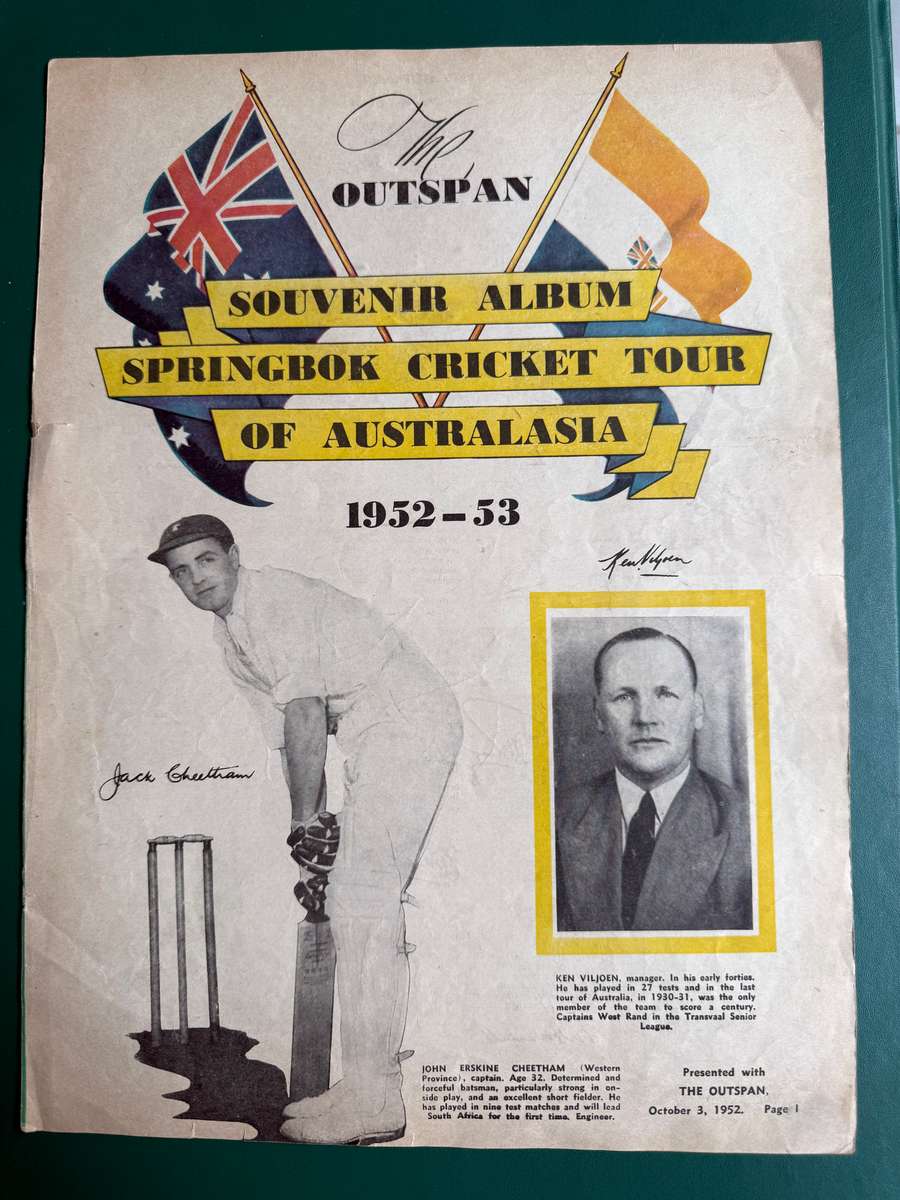 The
OUTSPAN
SOUVENIR ALBUM
SPRINGBOK CRICKET TOUR
OF AUSTRALASIA
1952-53
Ken Viljoen
Jack Cheetham
KEN VILJOEN, manager. In his early forties.
He has played in 27 tests and in the last
tour of Australia, in 1930-31, was the only
member of the team to score a century.
Captains West Rand in the Transvaal Senior
League.
JOHN ERSKINE CHEETHAM (Western
Province), captain. Age 32. Determined and
forceful batsman, particularly strong in on-
side play, and an excellent short fielder. He
has played in nine test matches and will lead
South Africa for the first time. Engineer.
Presented with
THE OUTSPAN,
October 3, 1952. Page 1